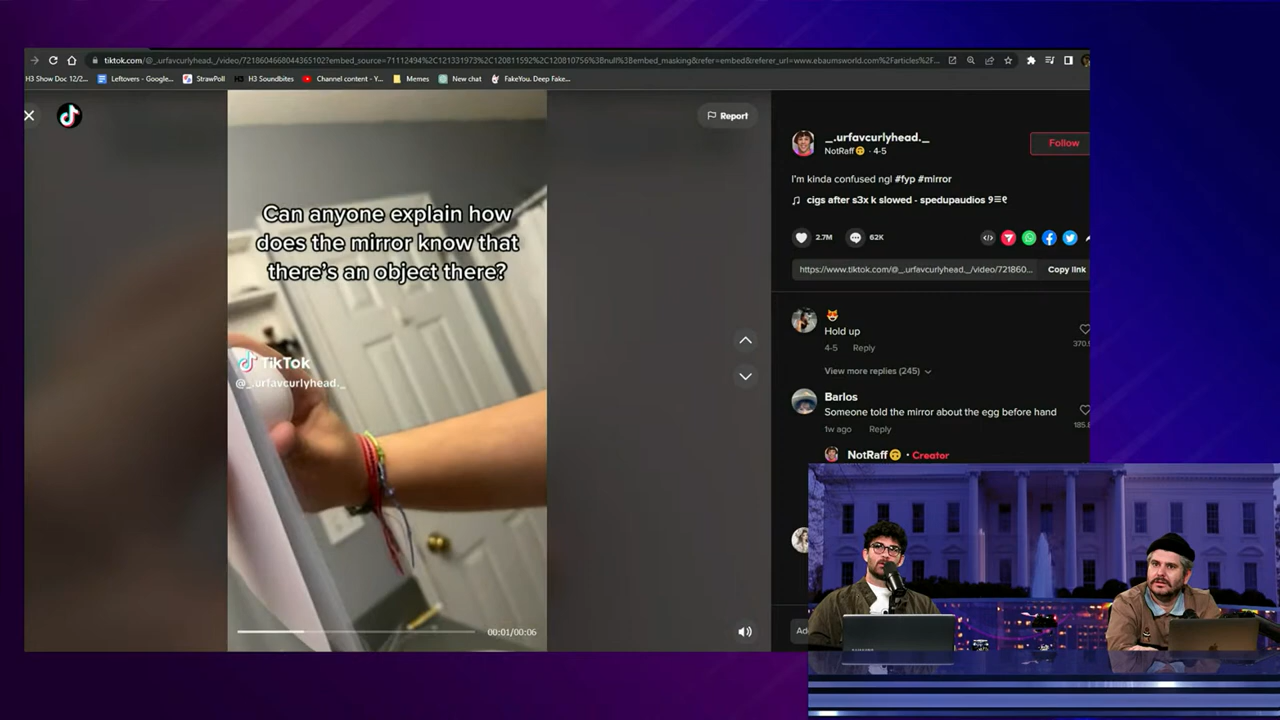 tiktok.com/@_.urfavcurlyhead._/video/7218604668044365102?embed_source=71112494%2C121331973%2C120811592%2C120810756%3Bnull%3Bembed_masking&refer=embed&referer_url=www.ebaumsworld.com%2Farticles%2F...
H3 Show Doc 12/2... Leftovers - Google... StrawPoll H3 Soundbites Channel content - Y... Memes New chat FakeYou. Deep Fake...
Report
Can anyone explain how
does the mirror know that
there's an object there?
TikTok
@_.urfavcurlyhead._
00:01/00:06
_.urfavcurlyhead._
NotRaff · 4-5
Follow
I'm kinda confused ngl #fyp #mirror
cigs after s3x k slowed - spedupaudios
2.7M 62K
https://www.tiktok.com/@_.urfavcurlyhead._/video/721860... Copy link
Hold up
4-5 Reply
View more replies (245)
Barlos
Someone told the mirror about the egg before hand
1w ago Reply
NotRaff · Creator